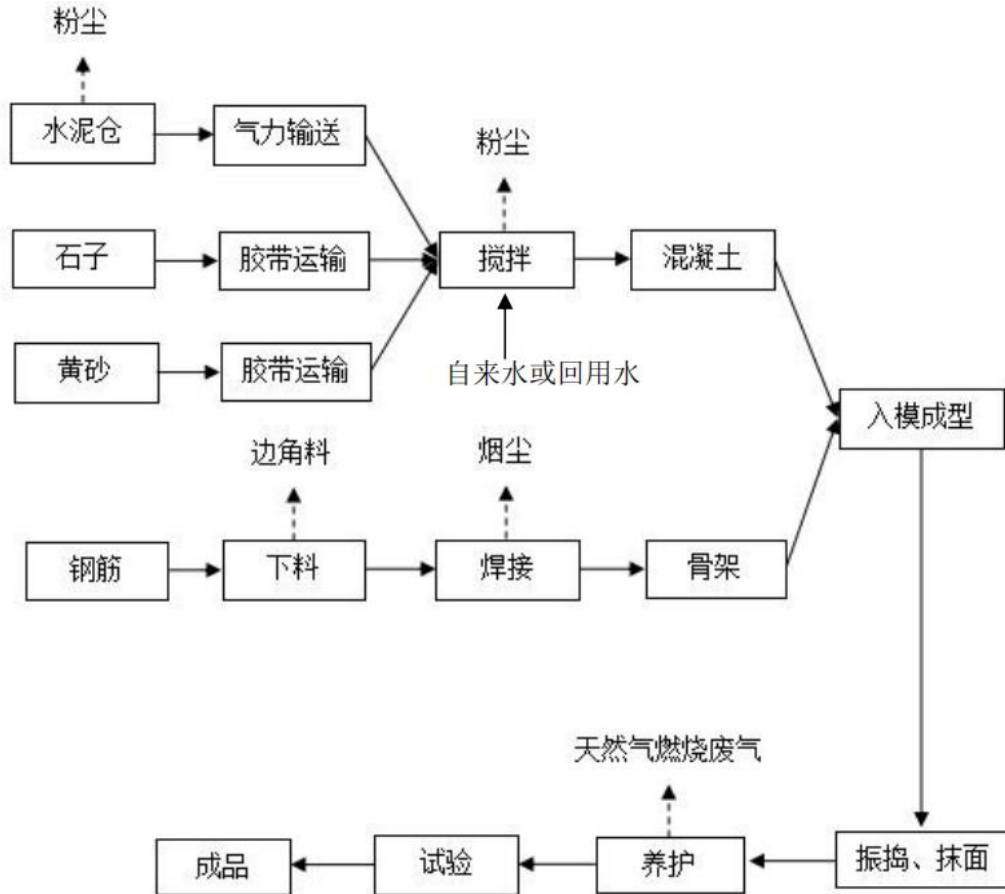 粉尘
水泥仓
气力输送
粉尘
石子
胶带运输
搅拌
混凝土
黄砂
胶带运输
自来水或回用水
入模成型
边角料
烟尘
钢筋
下料
焊接
骨架
天然气燃烧废气
成品
试验
养护
振捣、抹面